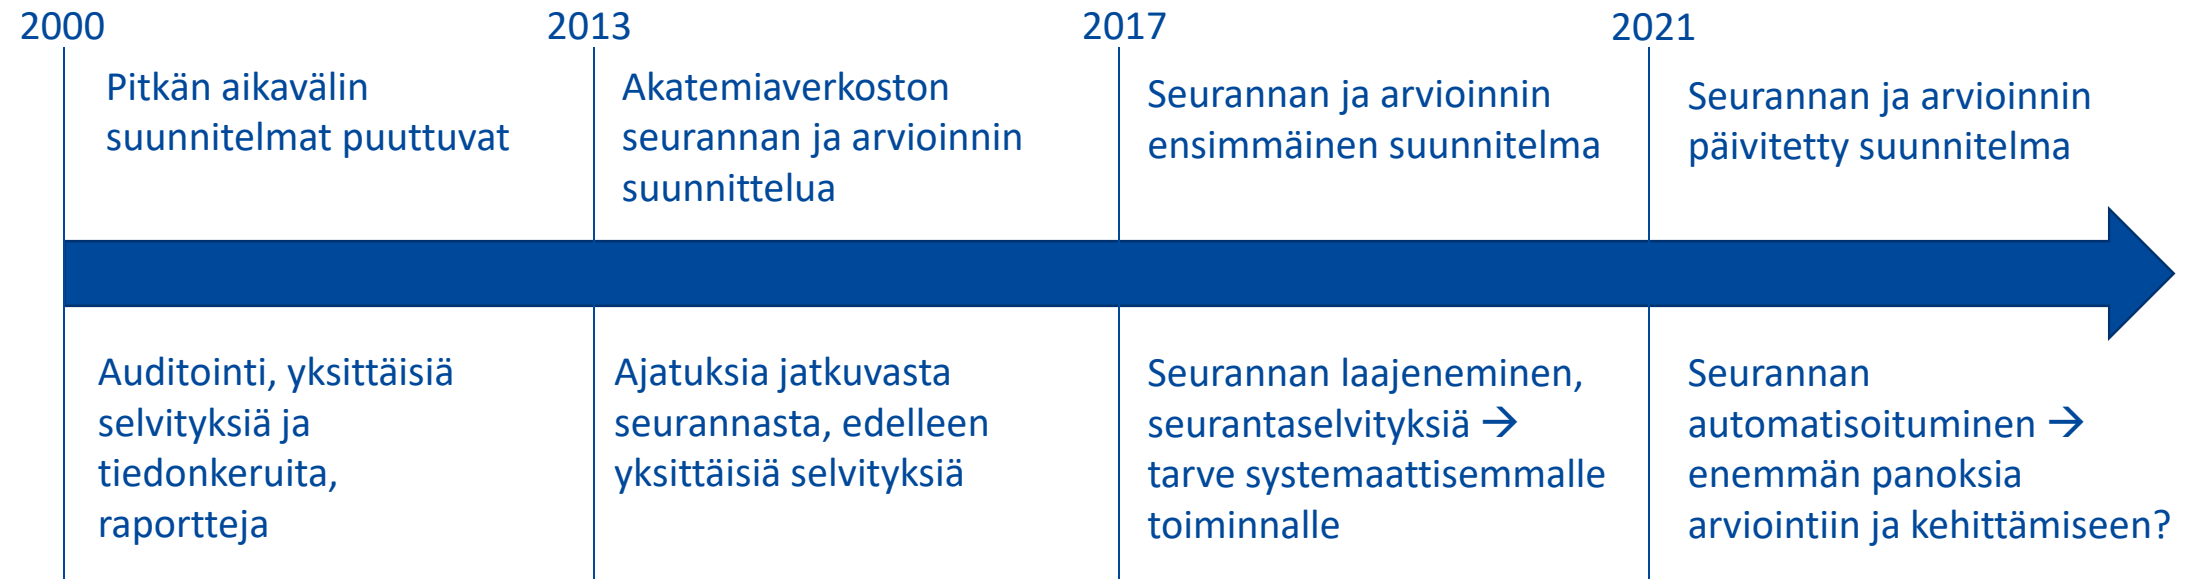 2000
Pitkän aikavälin
suunnitelmat puuttuvat
Auditointi, yksittäisiä
selvityksiä ja
tiedonkeruita,
raportteja
2013
Akatemiaverkoston
seurannan ja arvioinnin
suunnittelua
Ajatuksia jatkuvasta
seurannasta, edelleen
yksittäisiä selvityksiä
2017
Seurannan ja arvioinnin
ensimmäinen suunnitelma
Seurannan laajeneminen,
seurantaselvityksiä →
tarve systemaattisemmalle
toiminnalle
2021
Seurannan ja arvioinnin
päivitetty suunnitelma
Seurannan
automatisoituminen →
enemmän panoksia
arviointiin ja kehittämiseen?